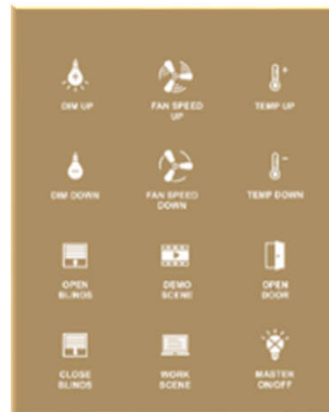 DIM UP
FAN SPEED
UP
TEMP UP
DIM DOWN
FAN SPEED
DOWN
TEMP DOWN
OPEN
BLINDS
DEMO
SCENE
OPEN
DOOR
CLOSE
BLINDS
WORK
SCENE
MASTER
ON/OFF